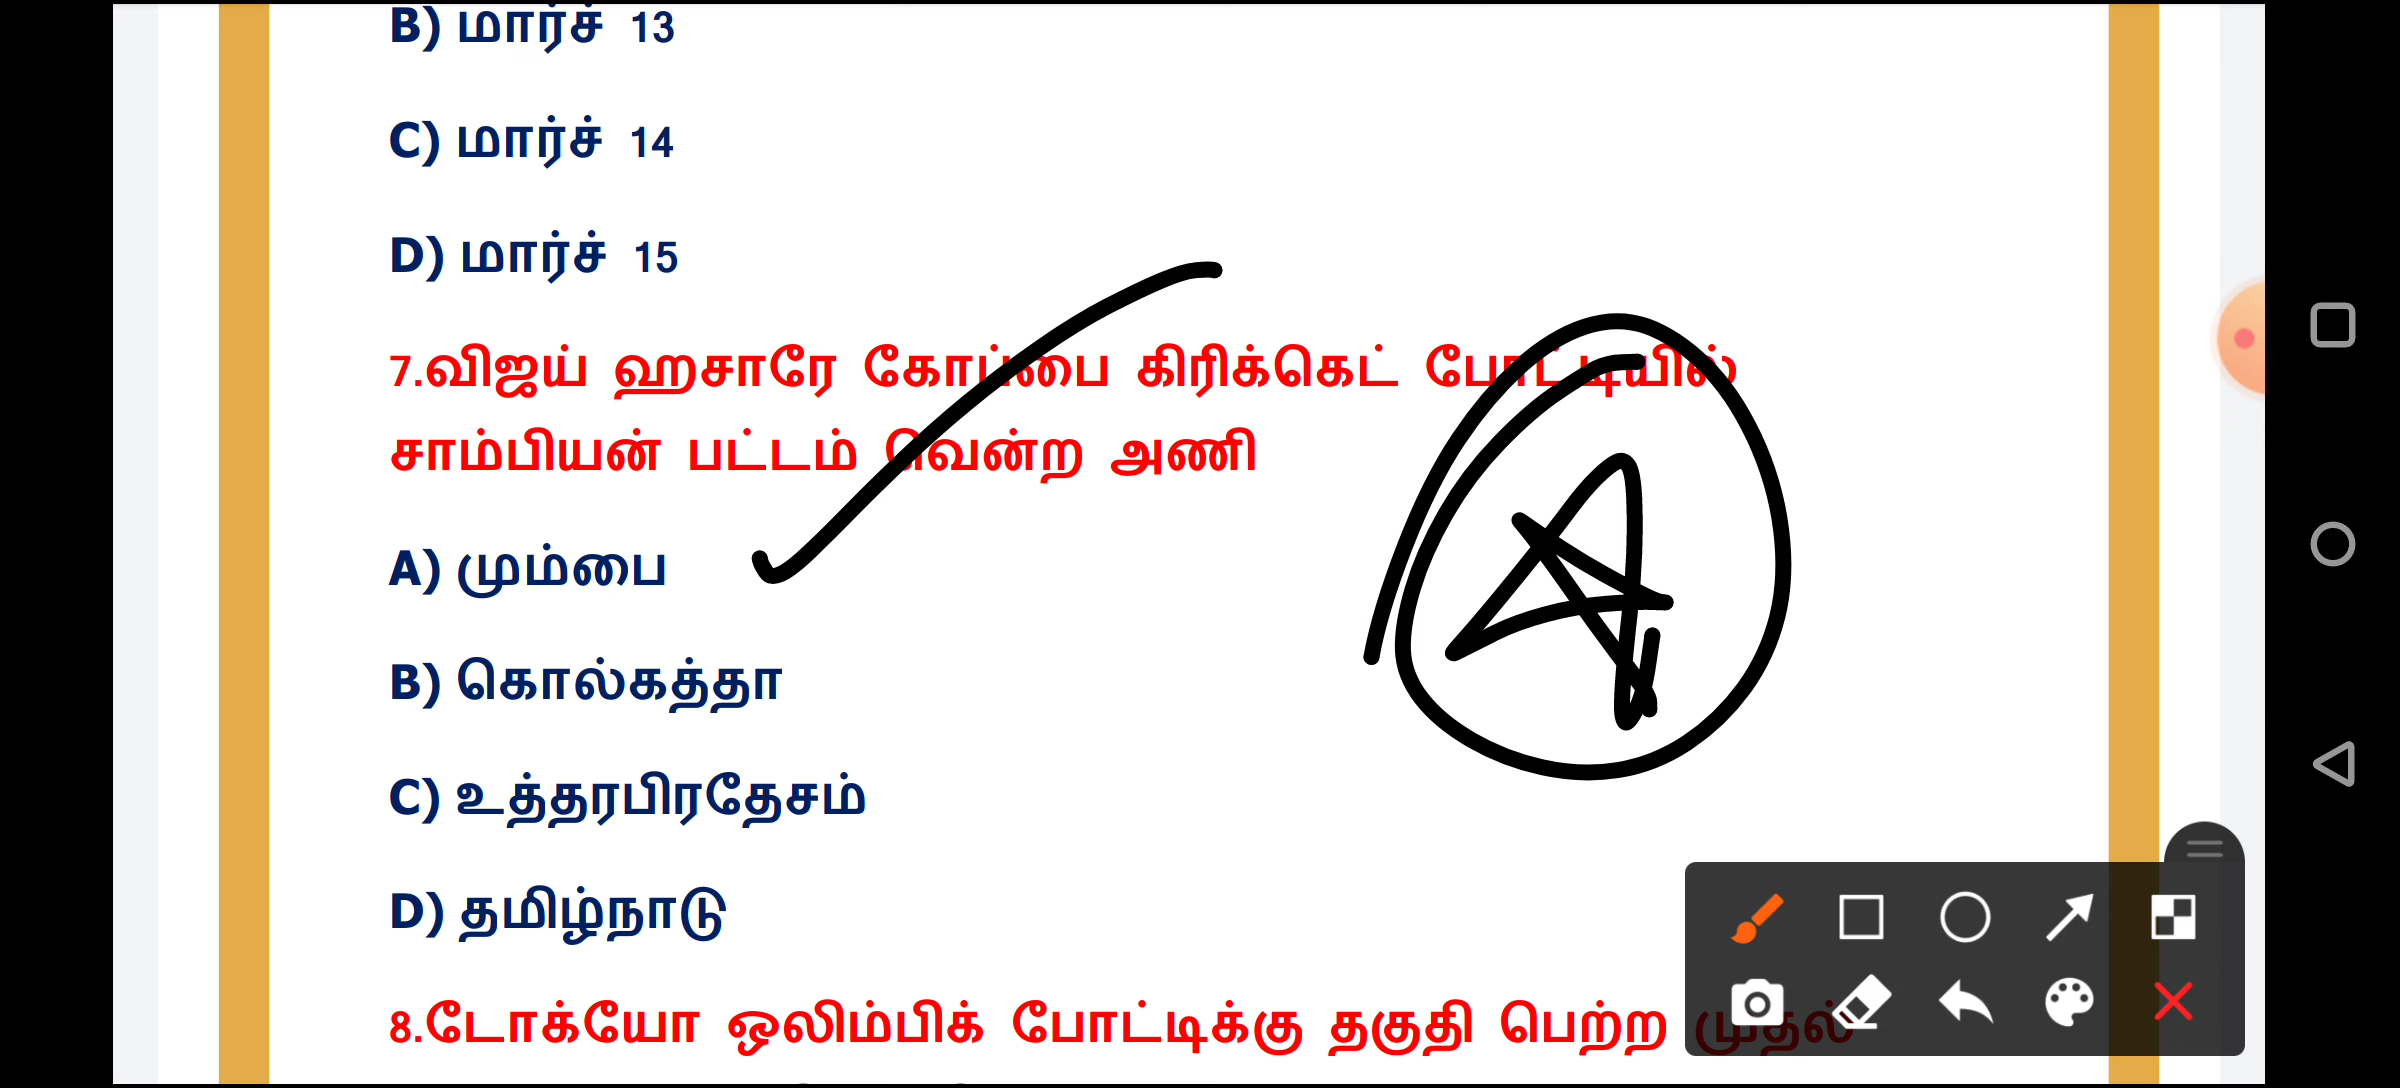 B) மார்ச் 13
C) மார்ச் 14
D) மார்ச் 15
7.விஜய் ஹசாரே கோப்பை கிரிக்கெட் போட்டியில்
சாம்பியன் பட்டம் வென்ற அணி
A) மும்பை
A
B) கொல்கத்தா
C) உத்தரபிரதேசம்
D) தமிழ்நாடு
8.டோக்யோ ஒலிம்பிக் போட்டிக்கு தகுதி பெற்ற முதல்